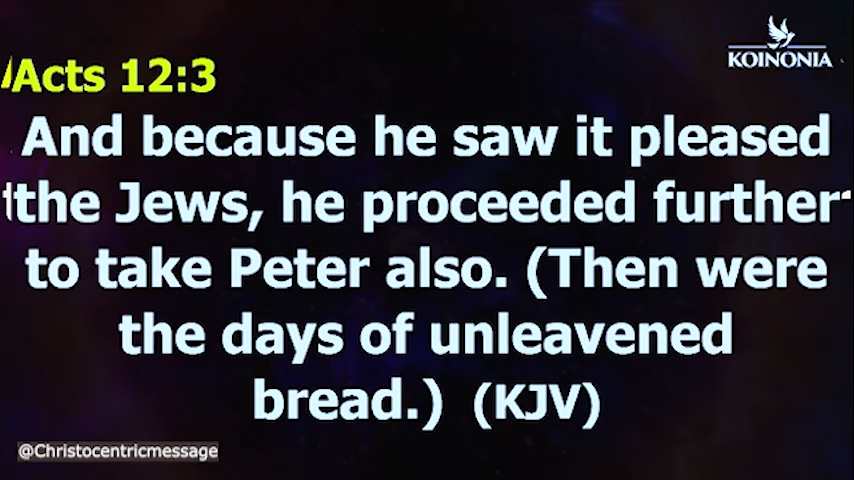 KOINONIA
Acts 12:3
And because he saw it pleased
the Jews, he proceeded further
to take Peter also. (Then were
the days of unleavened
bread.) (KJV)
@Christocentricmessage